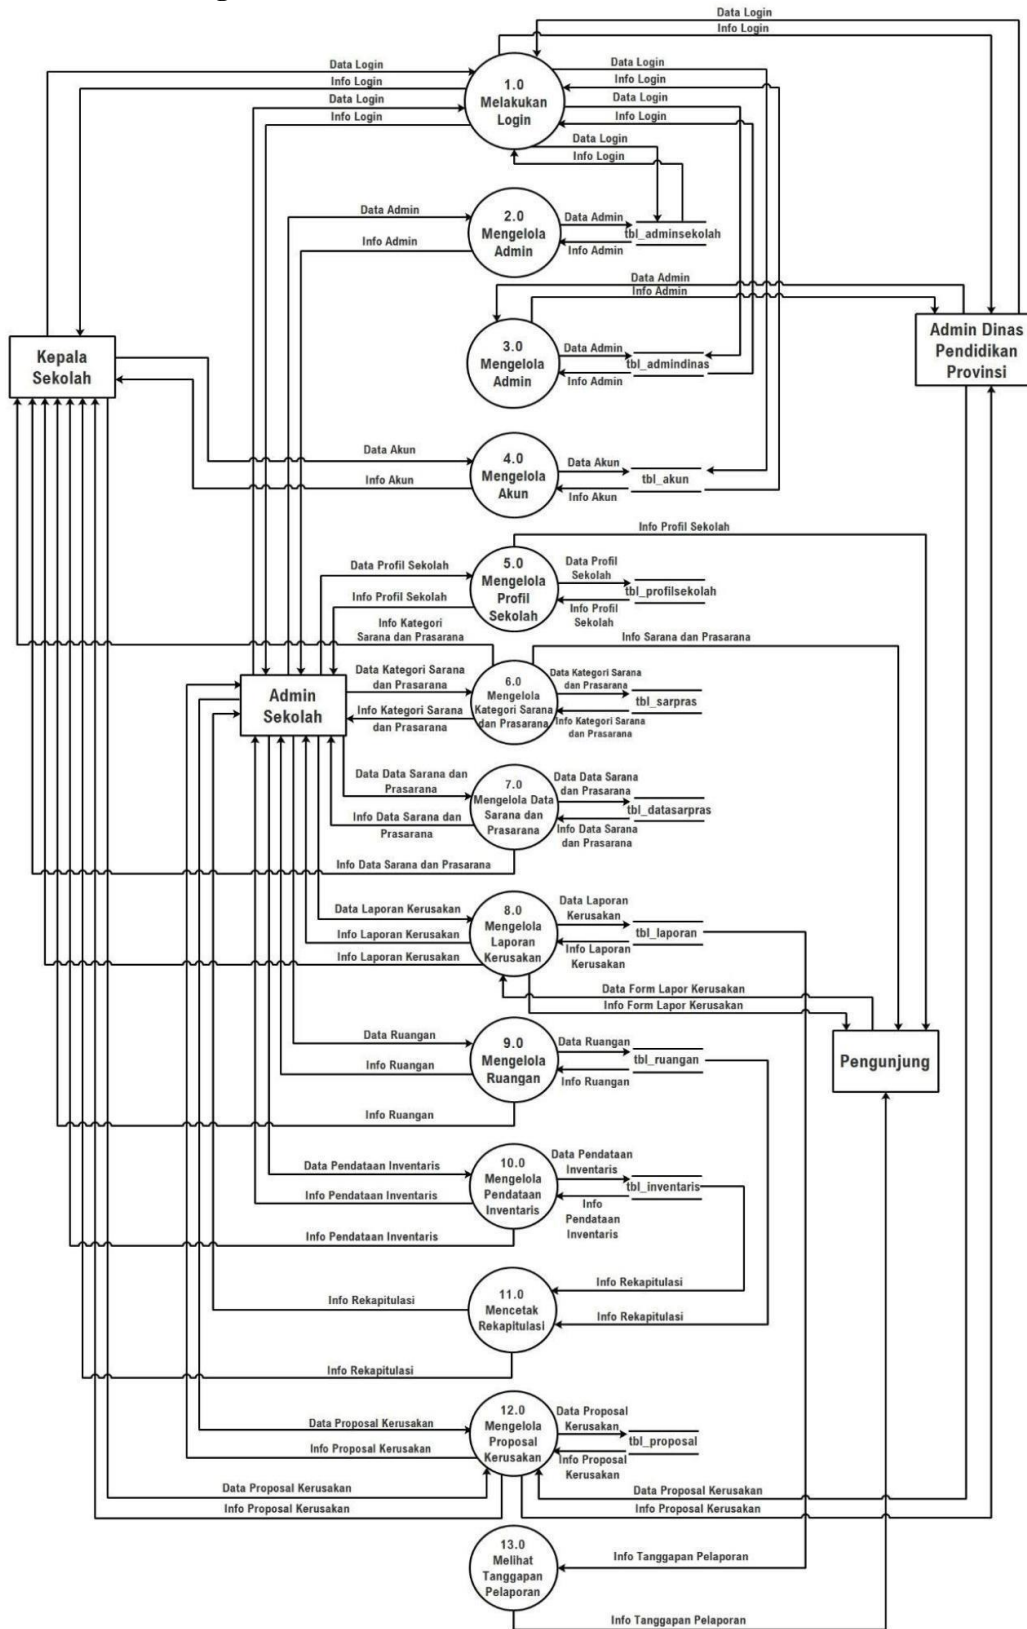 Data Login
Info Login
Data Login
Info Login
Data Login
Info Login
1.0
Melakukan
Login
Data Login
Info Login
Data Login
Info Login
Data Login
Info Login
Data Admin
Info Admin
2.0
Mengelola
Admin
Data Admin
Info Admin
tbl_adminsekolah
Data Admin
Info Admin
3.0
Mengelola
Admin
Data Admin
Info Admin
tbl_admindinas
Kepala
Sekolah
Admin Dinas
Pendidikan
Provinsi
Data Akun
Info Akun
4.0
Mengelola
Akun
Data Akun
Info Akun
tbl_akun
Info Profil Sekolah
Data Profil Sekolah
Info Profil Sekolah
5.0
Mengelola
Profil
Sekolah
Data Profil
Sekolah
Info Profil
Sekolah
tbl_profilsekolah
Info Kategori
Sarana dan Prasarana
Info Sarana dan Prasarana
Admin
Sekolah
Data Kategori Sarana
dan Prasarana
Info Kategori Sarana
dan Prasarana
6.0
Mengelola
Kategori Sarana
dan Prasarana
Data Kategori Sarana
dan Prasarana
Info Kategori Sarana
dan Prasarana
tbl_sarpras
Data Data Sarana dan
Prasarana
Info Data Sarana dan
Prasarana
7.0
Mengelola Data
Sarana dan
Prasarana
Data Data Sarana
dan Prasarana
Info Data Sarana
dan Prasarana
tbl_datasarpras
Info Data Sarana dan Prasarana
Data Laporan Kerusakan
Info Laporan Kerusakan
Info Laporan Kerusakan
8.0
Mengelola
Laporan
Kerusakan
Data Laporan
Kerusakan
Info Laporan
Kerusakan
tbl_laporan
Data Form Lapor Kerusakan
Info Form Lapor Kerusakan
Pengunjung
Data Ruangan
Info Ruangan
9.0
Mengelola
Ruangan
Data Ruangan
Info Ruangan
tbl_ruangan
Info Ruangan
Data Pendataan Inventaris
Info Pendataan Inventaris
10.0
Mengelola
Pendataan
Inventaris
Data Pendataan
Inventaris
Info
Pendataan
Inventaris
tbl_inventaris
Info Pendataan Inventaris
Info Rekapitulasi
11.0
Mencetak
Rekapitulasi
Info Rekapitulasi
Info Rekapitulasi
Info Rekapitulasi
Data Proposal Kerusakan
Info Proposal Kerusakan
12.0
Mengelola
Proposal
Kerusakan
Data Proposal
Kerusakan
Info Proposal
Kerusakan
tbl_proposal
Data Proposal Kerusakan
Info Proposal Kerusakan
Data Proposal Kerusakan
Info Proposal Kerusakan
13.0
Melihat
Tanggapan
Pelaporan
Info Tanggapan Pelaporan
Info Tanggapan Pelaporan